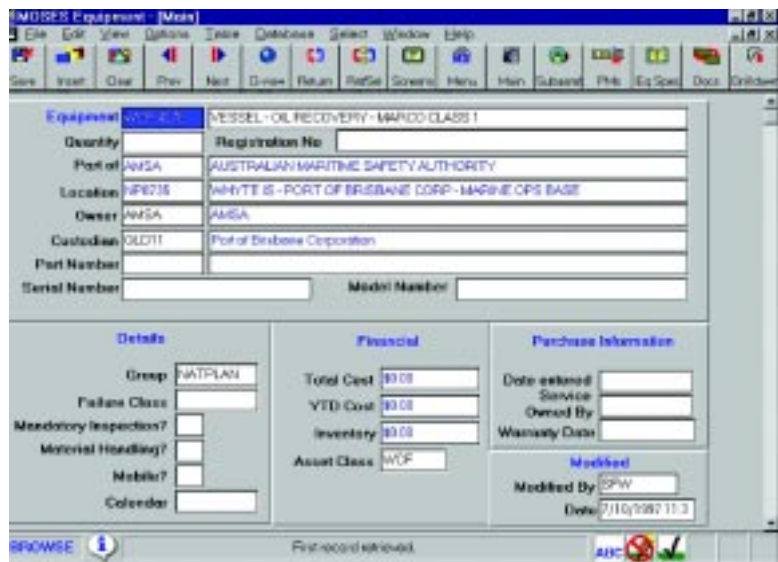 MOSES Equipment - [Main]
File Edit View Options Table Database Select Window Help
Save Insert Clear Prev Next Return RetSel Screens Menu Main Subasst PMs Eq Spec Docs Drilldown
Equipment VESSEL - OIL RECOVERY - MARCO CLASS 1
Quantity Registration No
Part of AMSA AUSTRALIAN MARITIME SAFETY AUTHORITY
Location NP6735 WHYTE IS - PORT OF BRISBANE CORP - MARINE OPS BASE
Owner AMSA AMSA
Custodian QLD11 Port of Brisbane Corporation
Part Number
Serial Number Model Number
Details
Group NATPLAN
Failure Class
Mandatory Inspection?
Material Handling?
Mobile?
Calendar
Financial
Total Cost $0.00
YTD Cost $0.00
Inventory $0.00
Asset Class WOF
Purchase Information
Date entered
Service
Owned By
Warranty Date
Modified
Modified By SFW
Date 7/10/1997 11:3
BROWSE First record retrieved. ABC